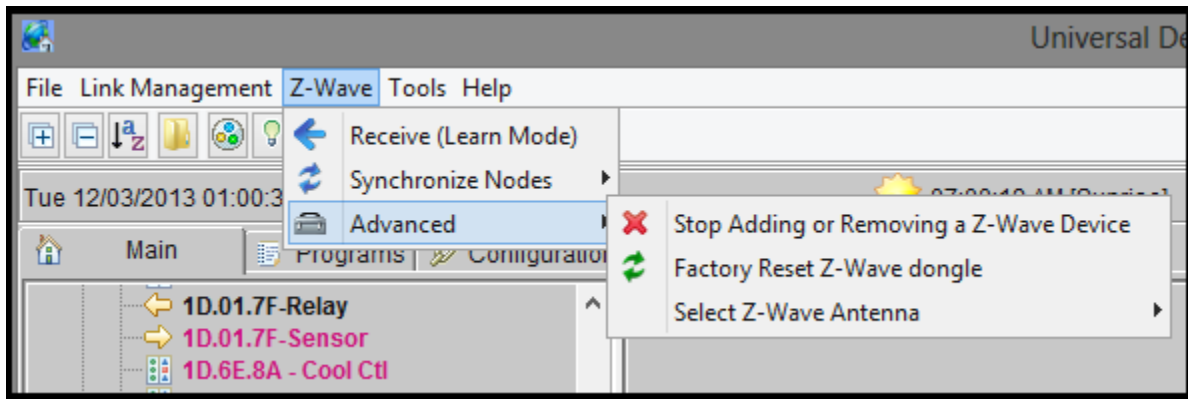 Universal De
File Link Management Z-Wave Tools Help
Receive (Learn Mode)
Synchronize Nodes
Tue 12/03/2013 01:00:3
Advanced
Stop Adding or Removing a Z-Wave Device
Main
Programs
Factory Reset Z-Wave dongle
Select Z-Wave Antenna
1D.01.7F-Relay
1D.01.7F-Sensor
1D.6E.8A - Cool Ctl